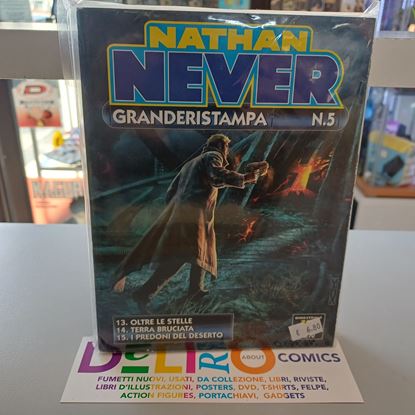 NATHAN
NEVER
GRANDERISTAMPA N.5
13. OLTRE LE STELLE
14. TERRA BRUCIATA
15. I PREDONI DEL DESERTO
€ 6.80
ABOUT
COMICS
FUMETTI NUOVI, USATI, DA COLLEZIONE, LIBRI, RIVISTE,
LIBRI D'ILLUSTRAZIONI, POSTERS, DVD, T-SHIRTS, FELPE,
ACTION FIGURES, PORTACHIAVI, GADGETS